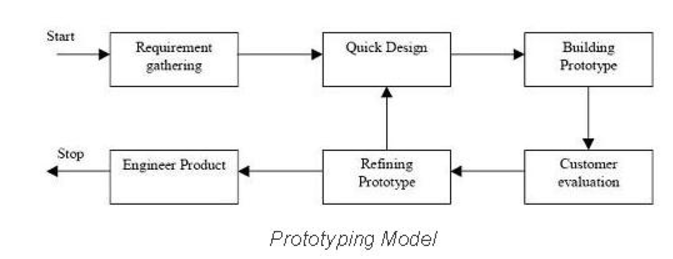 Start
Requirement
gathering
Quick Design
Building
Prototype
Stop
Engineer Product
Refining
Prototype
Customer
evaluation
Prototyping Model